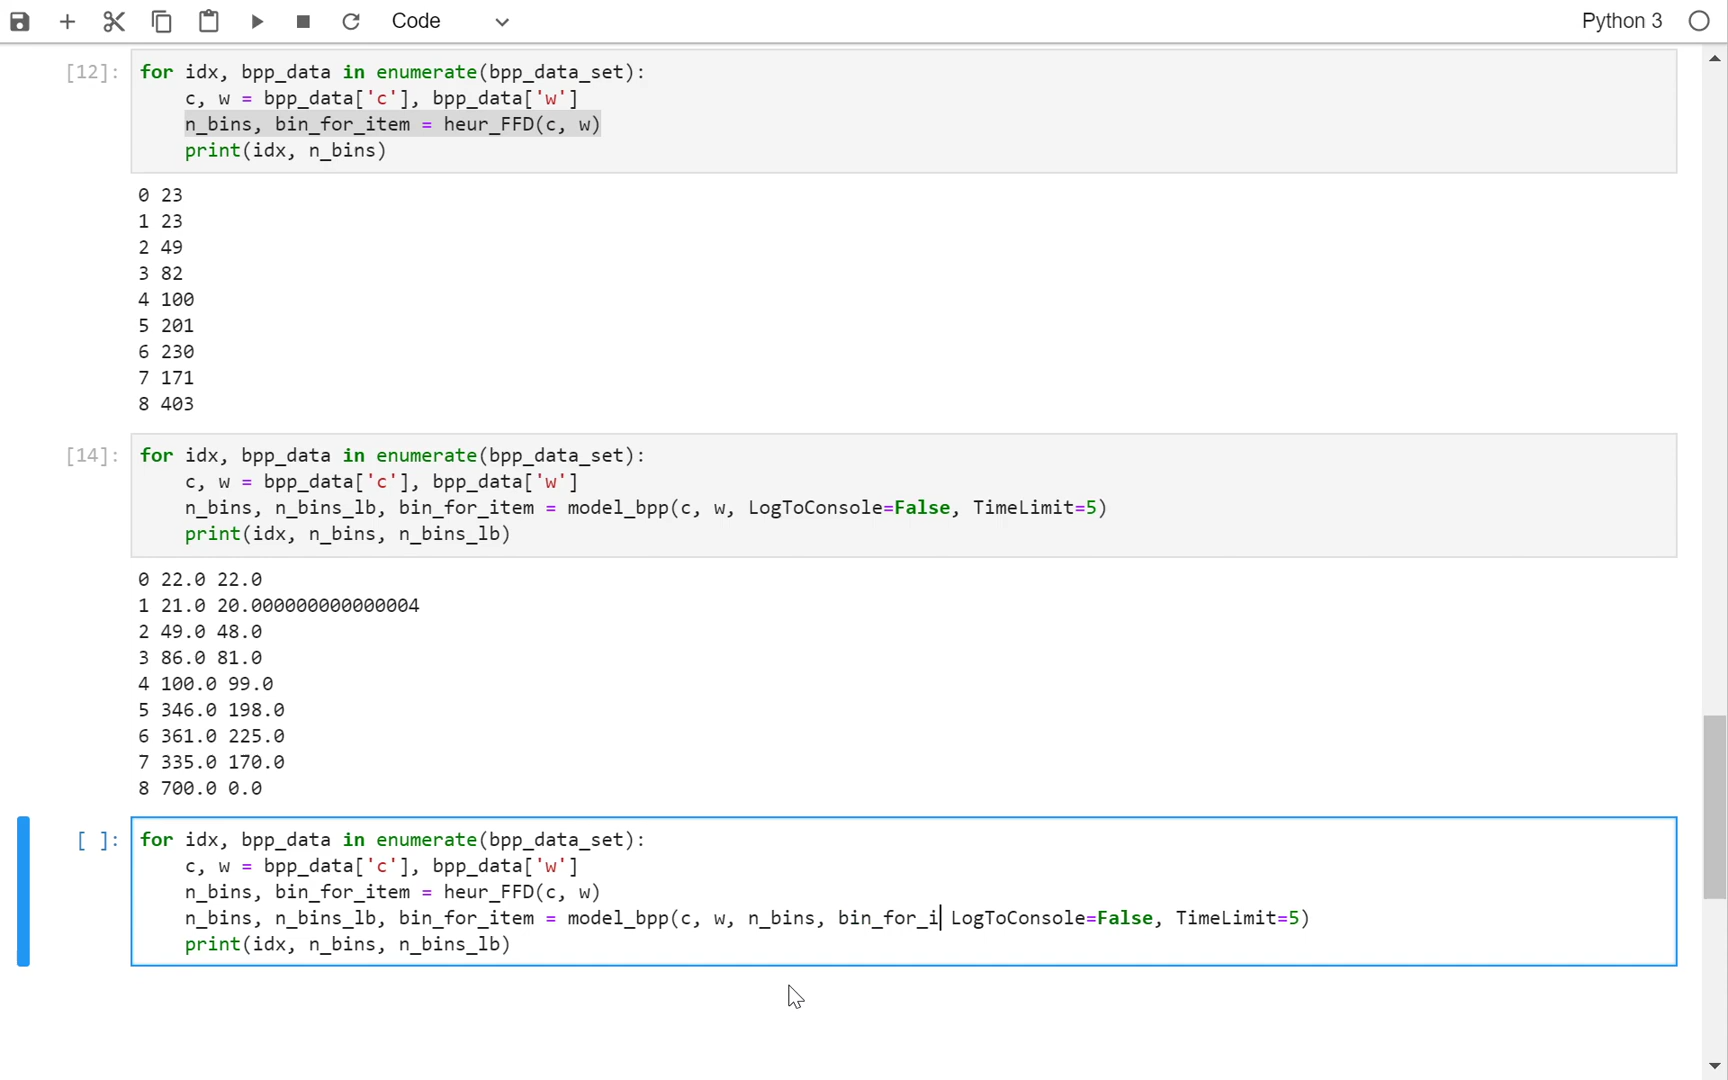 Code
Python 3
[12]: for idx, bpp_data in enumerate(bpp_data_set):
    c, w = bpp_data['c'], bpp_data['w']
    n_bins, bin_for_item = heur_FFD(c, w)
    print(idx, n_bins)
0 23
1 23
2 49
3 82
4 100
5 201
6 230
7 171
8 403
[14]: for idx, bpp_data in enumerate(bpp_data_set):
    c, w = bpp_data['c'], bpp_data['w']
    n_bins, n_bins_lb, bin_for_item = model_bpp(c, w, LogToConsole=False, TimeLimit=5)
    print(idx, n_bins, n_bins_lb)
0 22.0 22.0
1 21.0 20.000000000000004
2 49.0 48.0
3 86.0 81.0
4 100.0 99.0
5 346.0 198.0
6 361.0 225.0
7 335.0 170.0
8 700.0 0.0
[ ]: for idx, bpp_data in enumerate(bpp_data_set):
    c, w = bpp_data['c'], bpp_data['w']
    n_bins, bin_for_item = heur_FFD(c, w)
    n_bins, n_bins_lb, bin_for_item = model_bpp(c, w, n_bins, bin_for_i LogToConsole=False, TimeLimit=5)
    print(idx, n_bins, n_bins_lb)